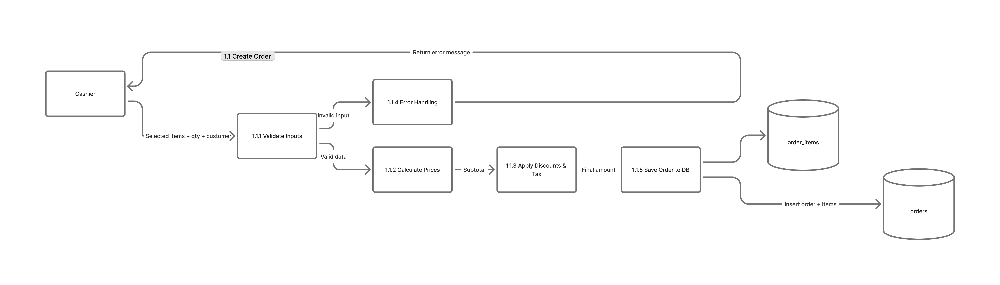 Return error message
1.1 Create Order
Cashier
1.1.4 Error Handling
Invalid input
Selected items + qty + customer
1.1.1 Validate Inputs
order_items
Valid data
1.1.2 Calculate Prices
Subtotal
1.1.3 Apply Discounts &
Tax
Final amount
1.1.5 Save Order to DB
Insert order + items
orders